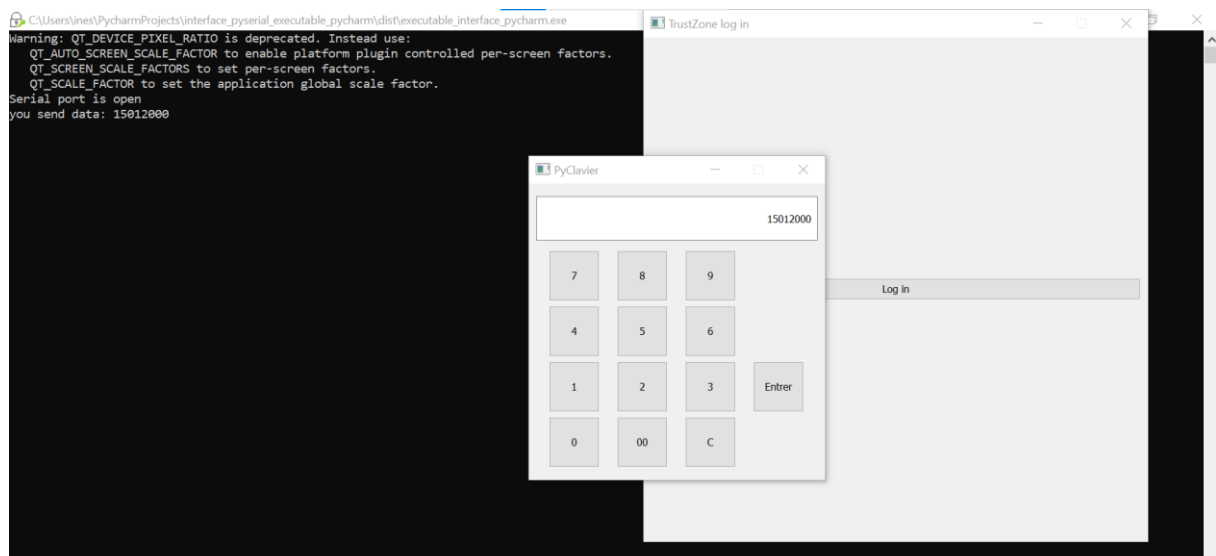 C:\Users\ines\PycharmProjects\interface_pyserial_executable_pycharm\dist\executable_interface_pycharm.exe
Warning: QT_DEVICE_PIXEL_RATIO is deprecated. Instead use:
QT_AUTO_SCREEN_SCALE_FACTOR to enable platform plugin controlled per-screen factors.
QT_SCREEN_SCALE_FACTORS to set per-screen factors.
QT_SCALE_FACTOR to set the application global scale factor.
Serial port is open
you send data: 15012000
TrustZone log in
Log in
PyClavier
15012000
7 8 9
4 5 6
1 2 3 Entrer
0 00 C